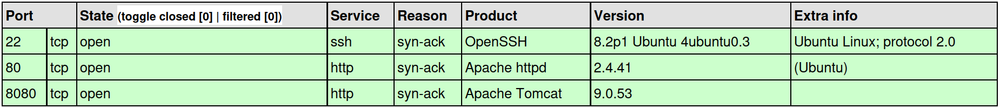 Port State (toggle closed [0] | filtered [0]) Service Reason Product Version Extra info
22 tcp open ssh syn-ack OpenSSH 8.2p1 Ubuntu 4ubuntu0.3 Ubuntu Linux; protocol 2.0
80 tcp open http syn-ack Apache httpd 2.4.41 (Ubuntu)
8080 tcp open http syn-ack Apache Tomcat 9.0.53